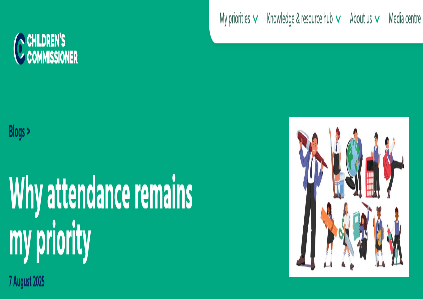 My priorities
Knowledge & resource hub
About us
Media centre
CHILDREN'S
COMMISSIONER
Blogs >
Why attendance remains
my priority
7 August 2025